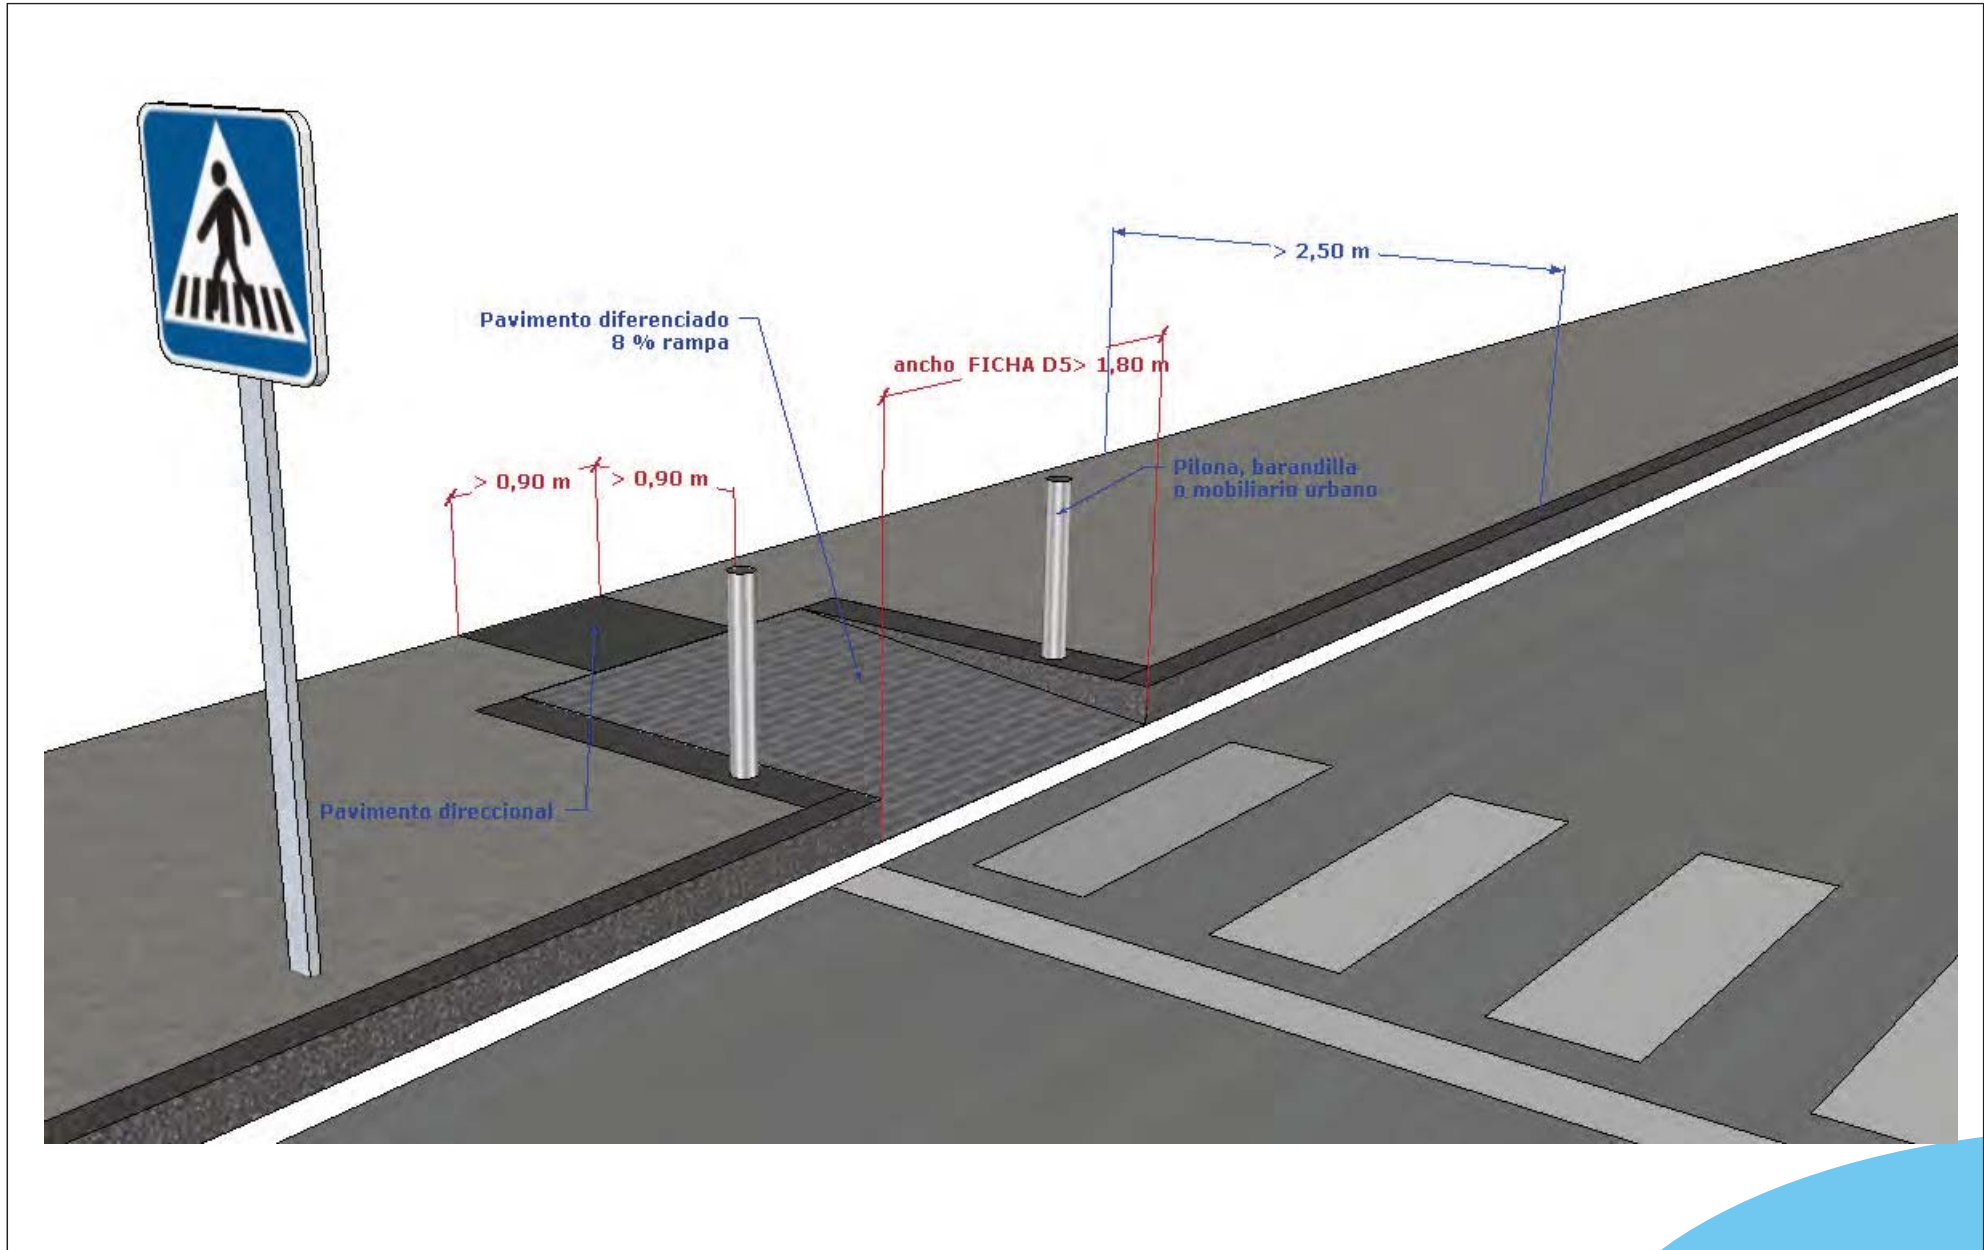 > 2,50 m
Pavimento diferenciado
8 % rampa
ancho FICHA D5> 1,80 m
> 0,90 m
> 0,90 m
Pilona, barandilla
o mobiliario urbano
Pavimento direccional